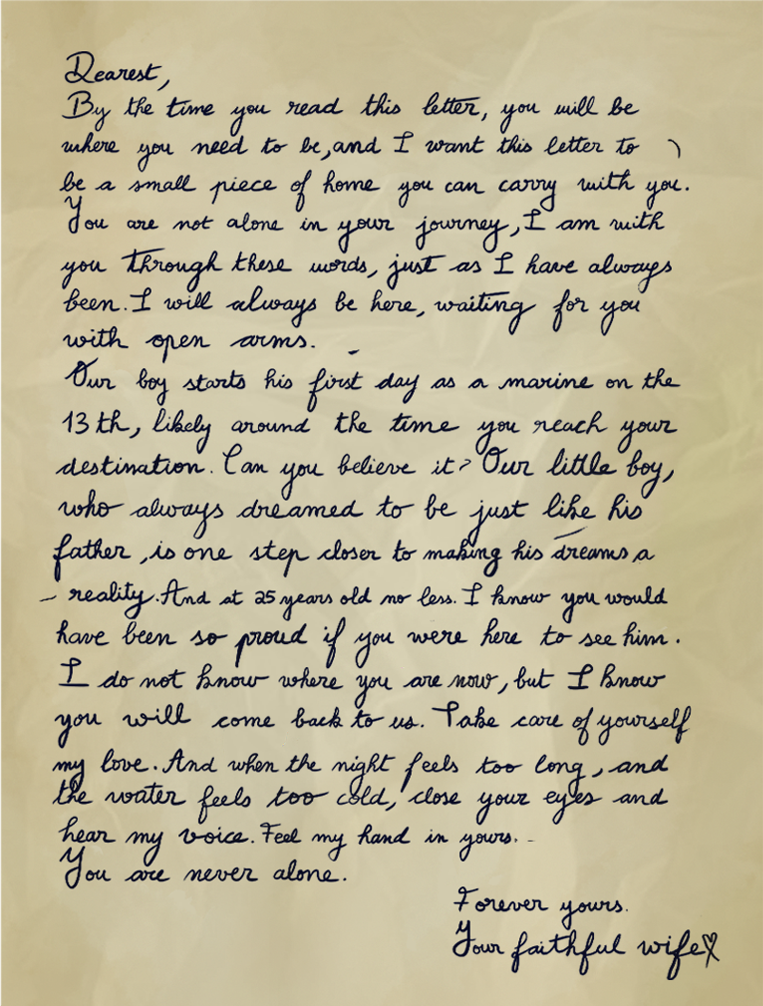 Dearest,
By the time you read this letter, you will be
where you need to be, and I want this letter to
be a small piece of home you can carry with you.
You are not alone in your journey, I am with
you through these words, just as I have always
been. I will always be here, waiting for you
with open arms.
Our boy starts his first day as a marine on the
13th, likely around the time you reach your
destination. Can you believe it? Our little boy,
who always dreamed to be just like his
father, is one step closer to making his dreams a
reality. And at 25 years old no less. I know you would
have been so proud if you were here to see him.
I do not know where you are now, but I know
you will come back to us. Take care of yourself
my love. And when the night feels too long, and
the water feels too cold, close your eyes and
hear my voice. Feel my hand in yours.
You are never alone.
Forever yours.
Your faithful wife